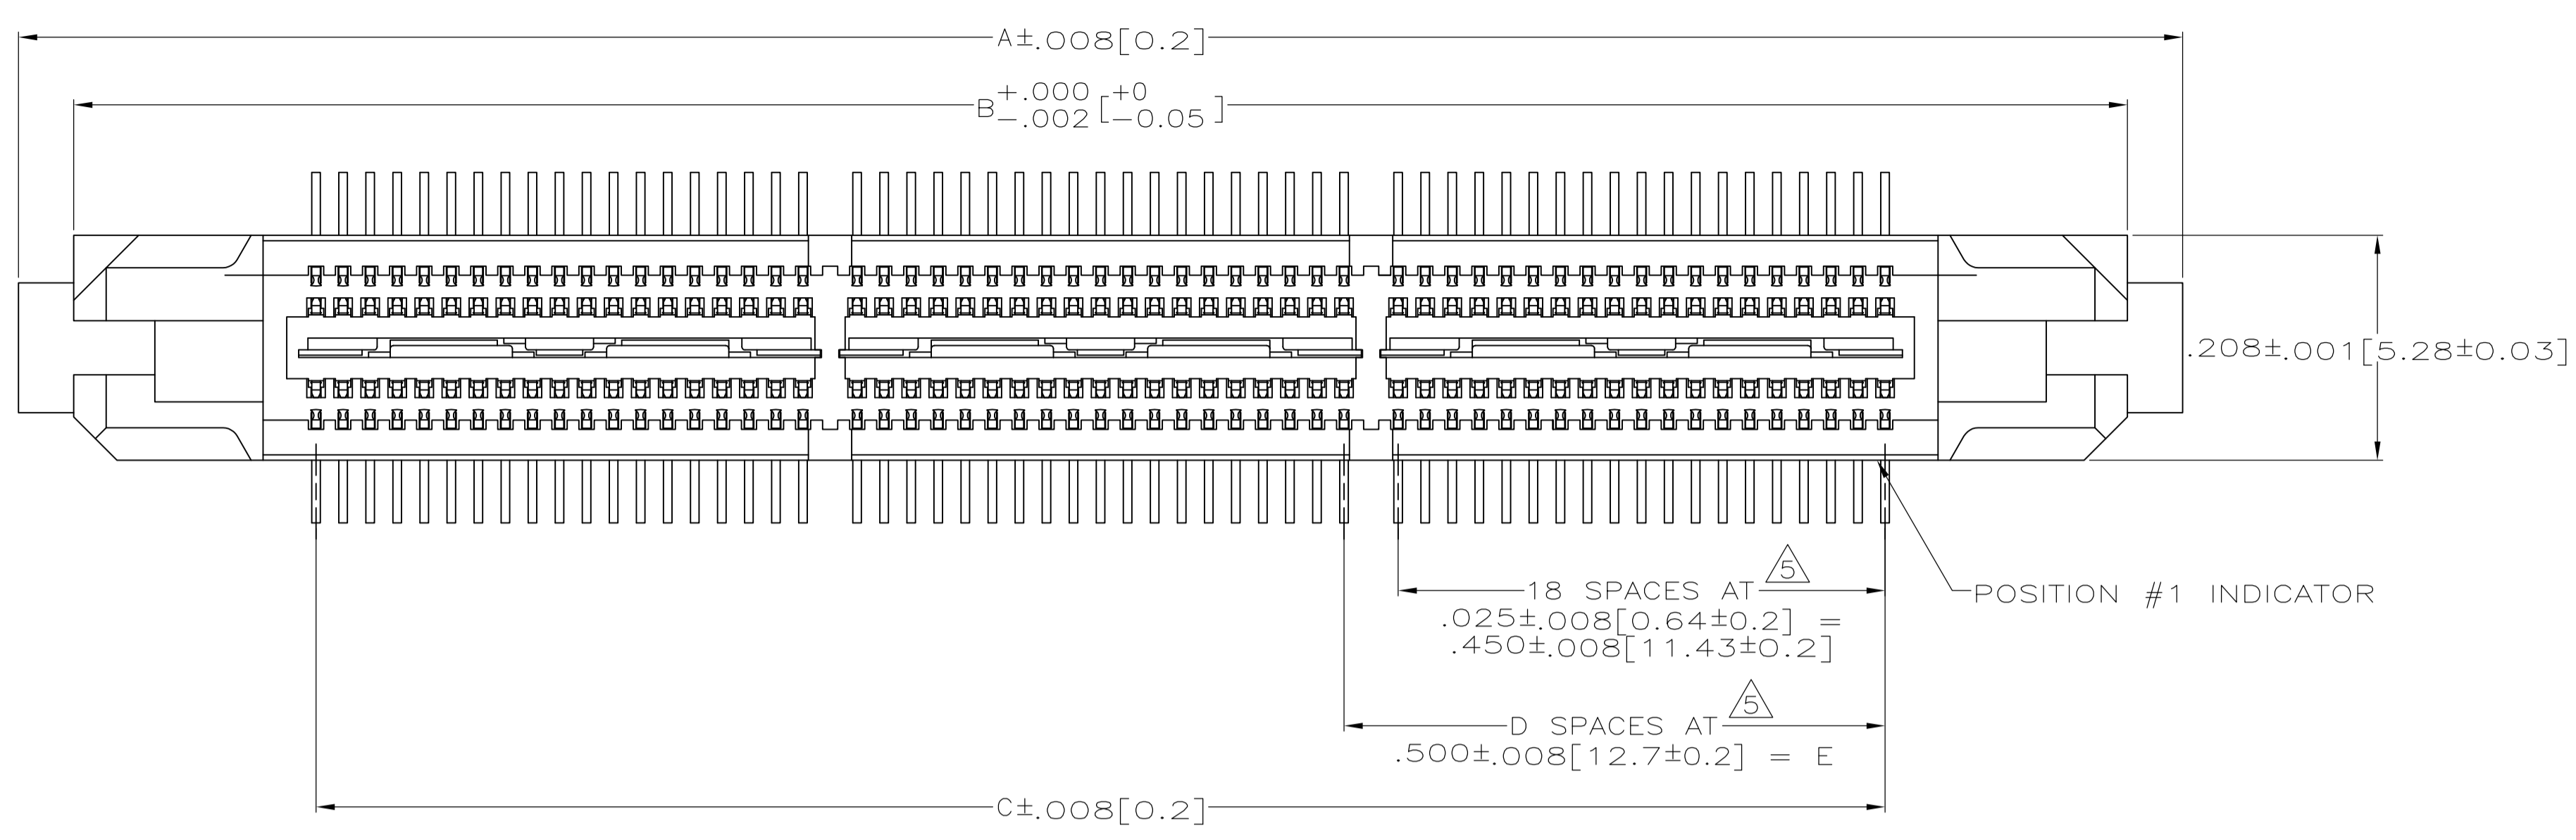 A±.008[0.2]
B+.000 [+0
-.002 -0.05]
.208±.001[5.28±0.03]
5
18 SPACES AT
.025±.008[0.64±0.2] =
.450±.008[11.43±0.2]
POSITION #1 INDICATOR
5
D SPACES AT
.500±.008[12.7±0.2] = E
C±.008[0.2]